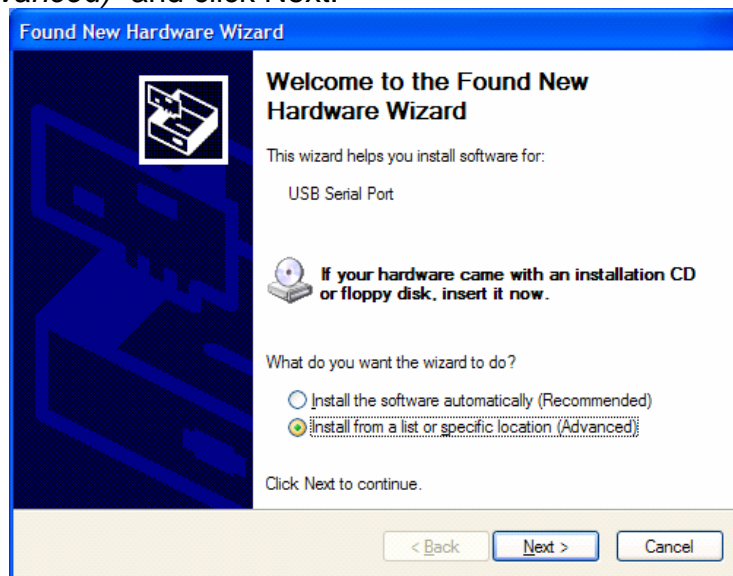 and click Next.
Found New Hardware Wizard
Welcome to the Found New
Hardware Wizard
This wizard helps you install software for:
USB Serial Port
If your hardware came with an installation CD
or floppy disk, insert it now.
What do you want the wizard to do?
Install the software automatically (Recommended)
Install from a list or specific location (Advanced)
Click Next to continue.
< Back
Next >
Cancel